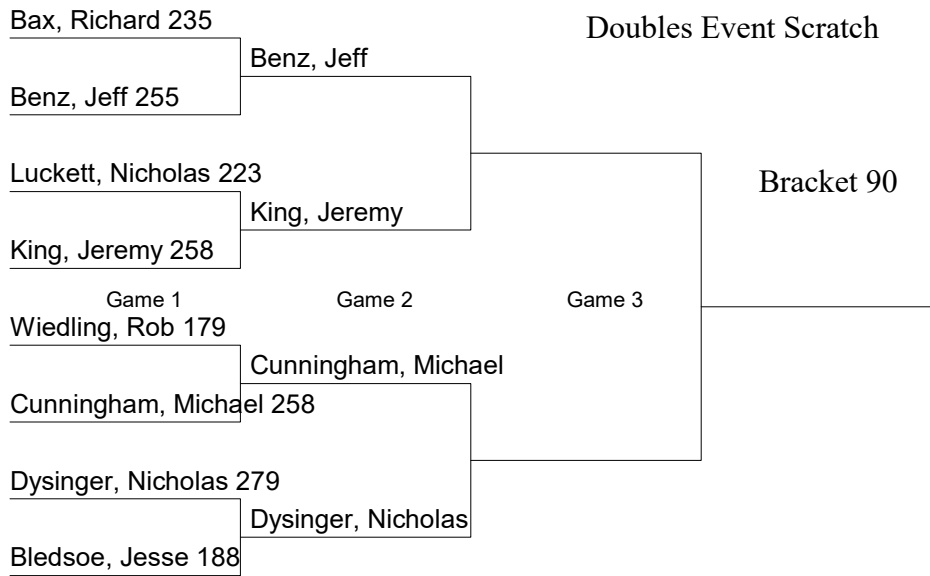 Bax, Richard 235
Doubles Event Scratch
Benz, Jeff
Benz, Jeff 255
Luckett, Nicholas 223
Bracket 90
King, Jeremy
King, Jeremy 258
Game 1 Game 2 Game 3
Wiedling, Rob 179
Cunningham, Michael
Cunningham, Michael 258
Dysinger, Nicholas 279
Dysinger, Nicholas
Bledsoe, Jesse 188